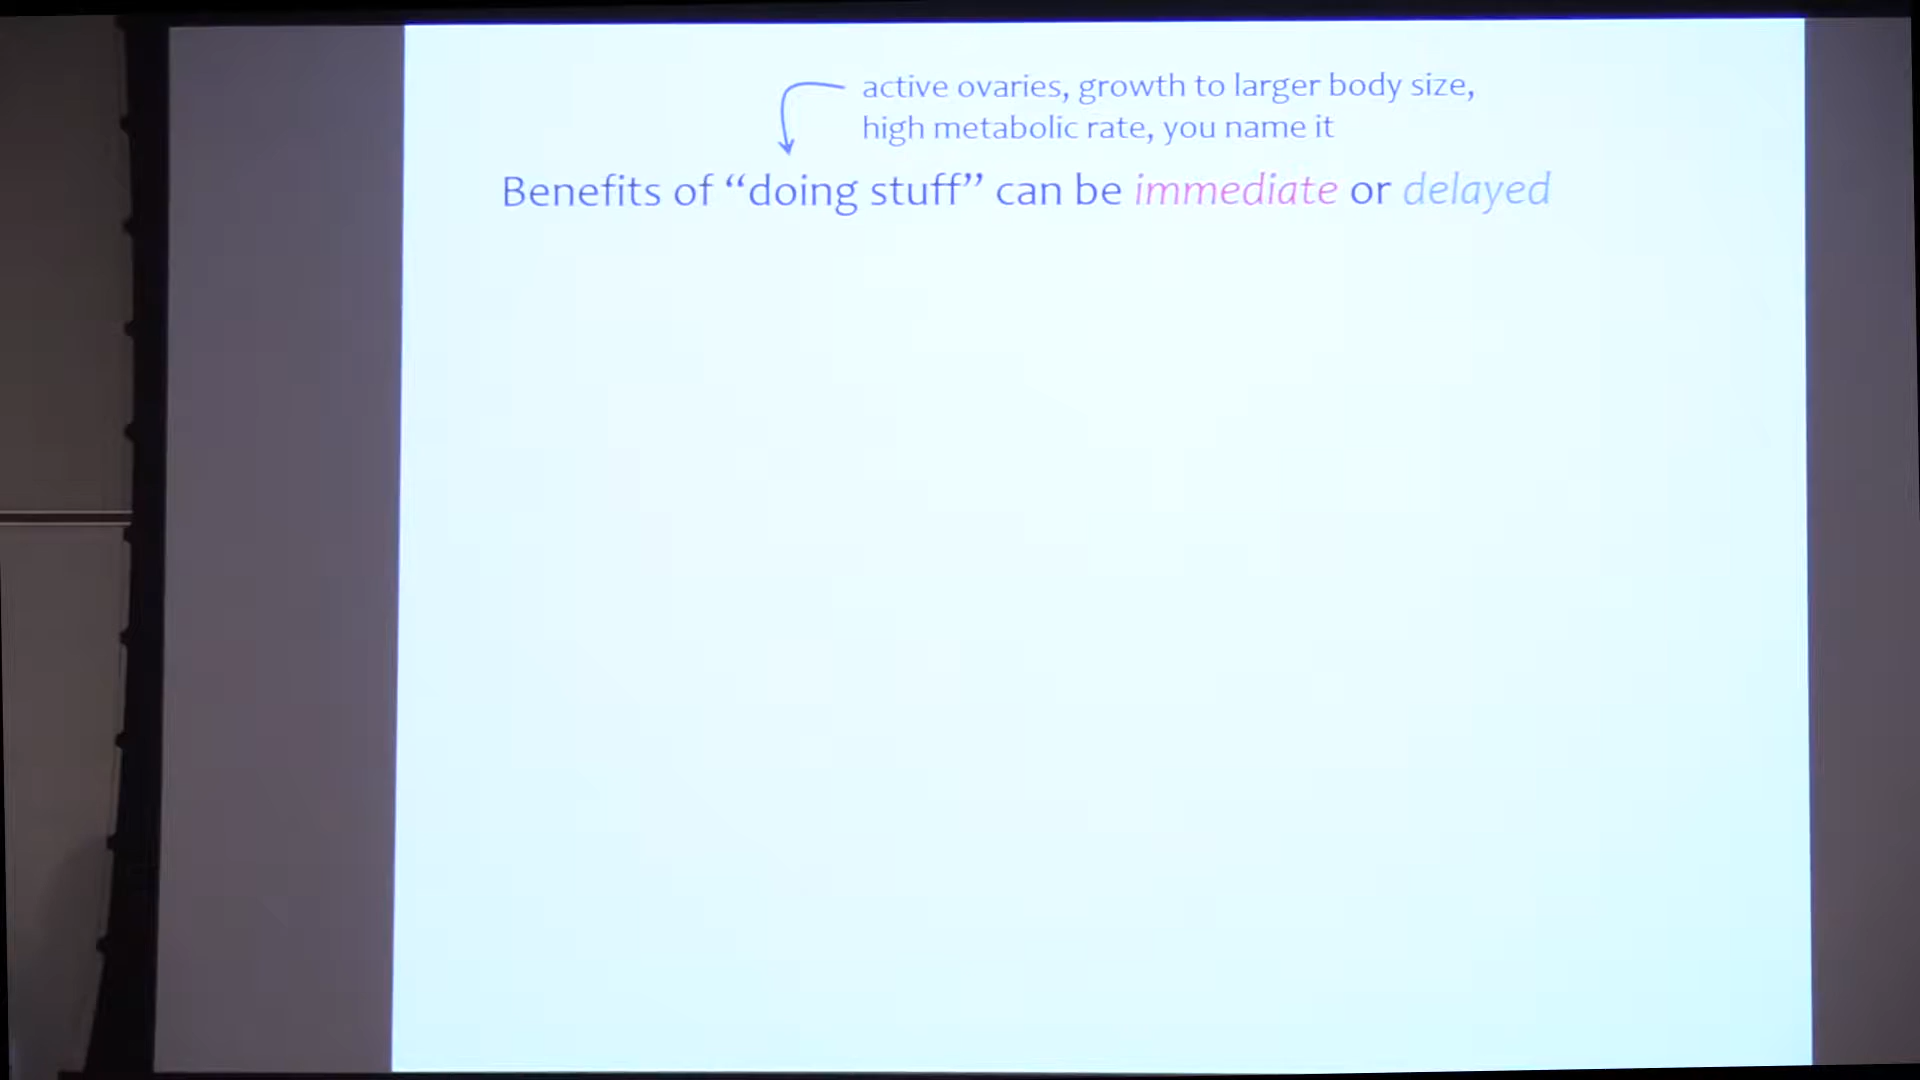 active ovaries, growth to larger body size,
high metabolic rate, you name it
Benefits of “doing stuff” can be immediate or delayed